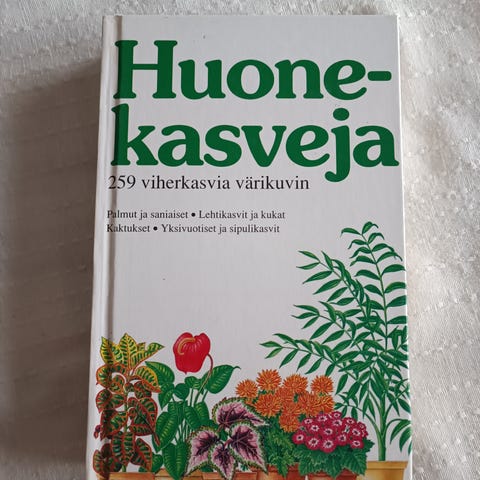 Huone-
kasveja
259 viherkasvia värikuvin
Palmut ja saniaiset • Lehtikasvit ja kukat
Kaktukset • Yksivuotiset ja sipulikasvit